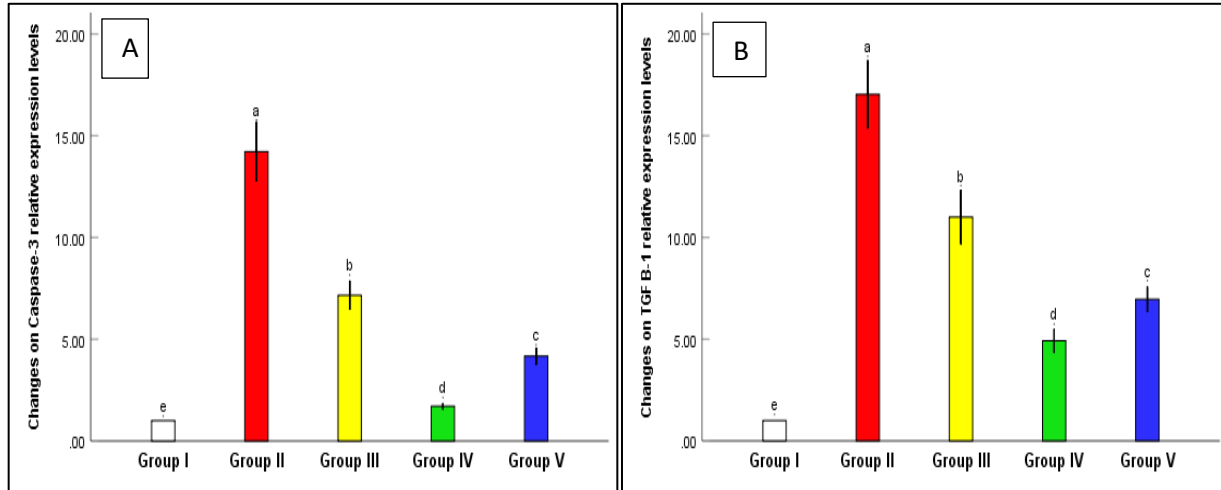 A
Changes on Caspase-3 relative expression levels
20.00
15.00
10.00
5.00
.00
a
b
c
d
e
Group I Group II Group III Group IV Group V
B
Changes on TGF B-1 relative expression levels
20.00
15.00
10.00
5.00
.00
a
b
c
d
e
Group I Group II Group III Group IV Group V